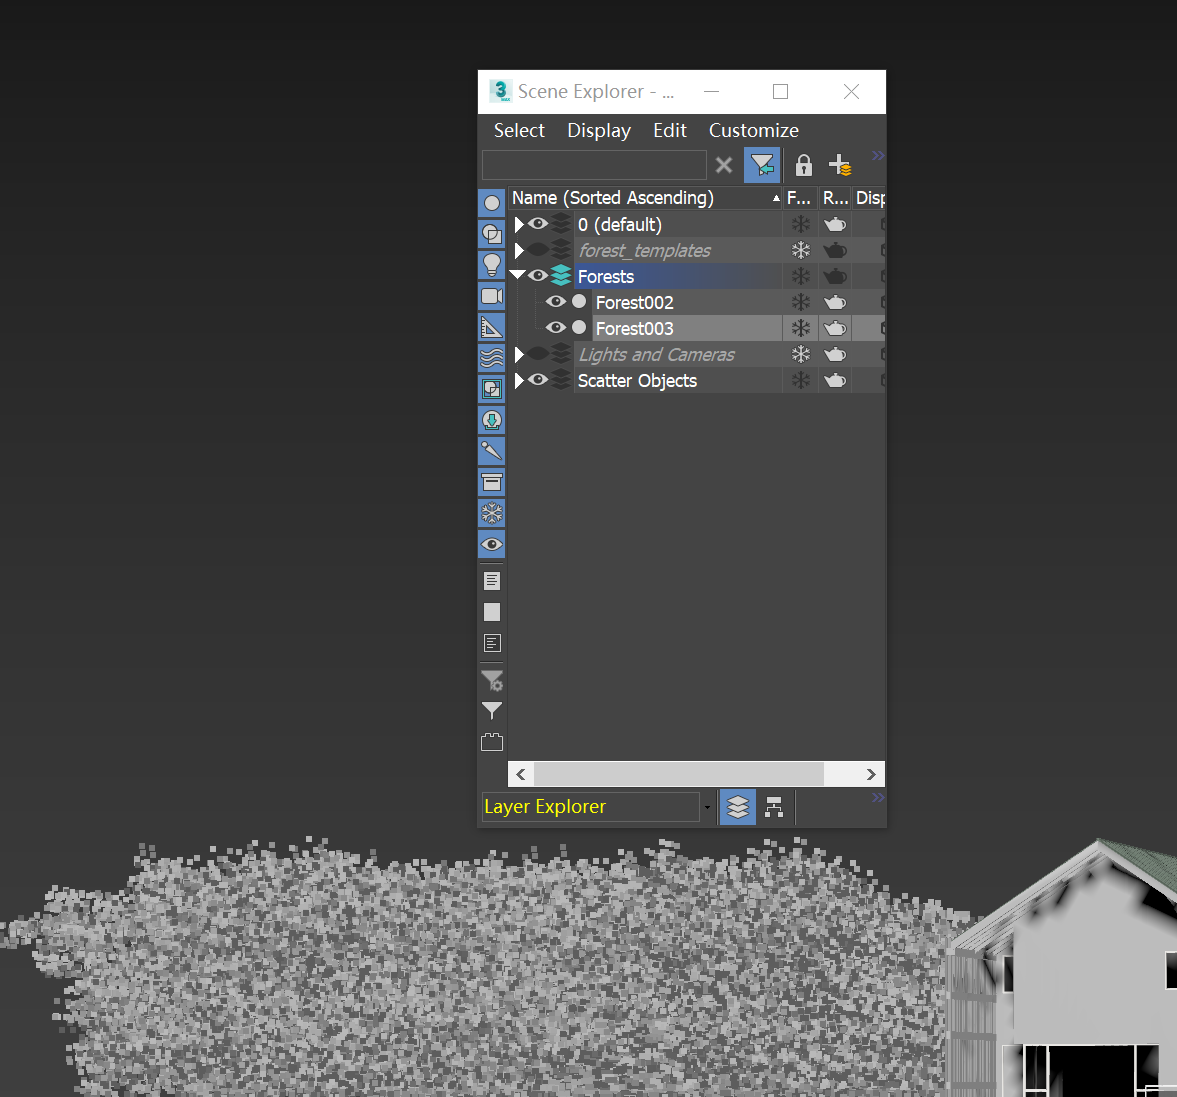 Scene Explorer - ...
Select Display Edit Customize
Name (Sorted Ascending) F... R... Disp
0 (default)
forest_templates
Forests
Forest002
Forest003
Lights and Cameras
Scatter Objects
Layer Explorer